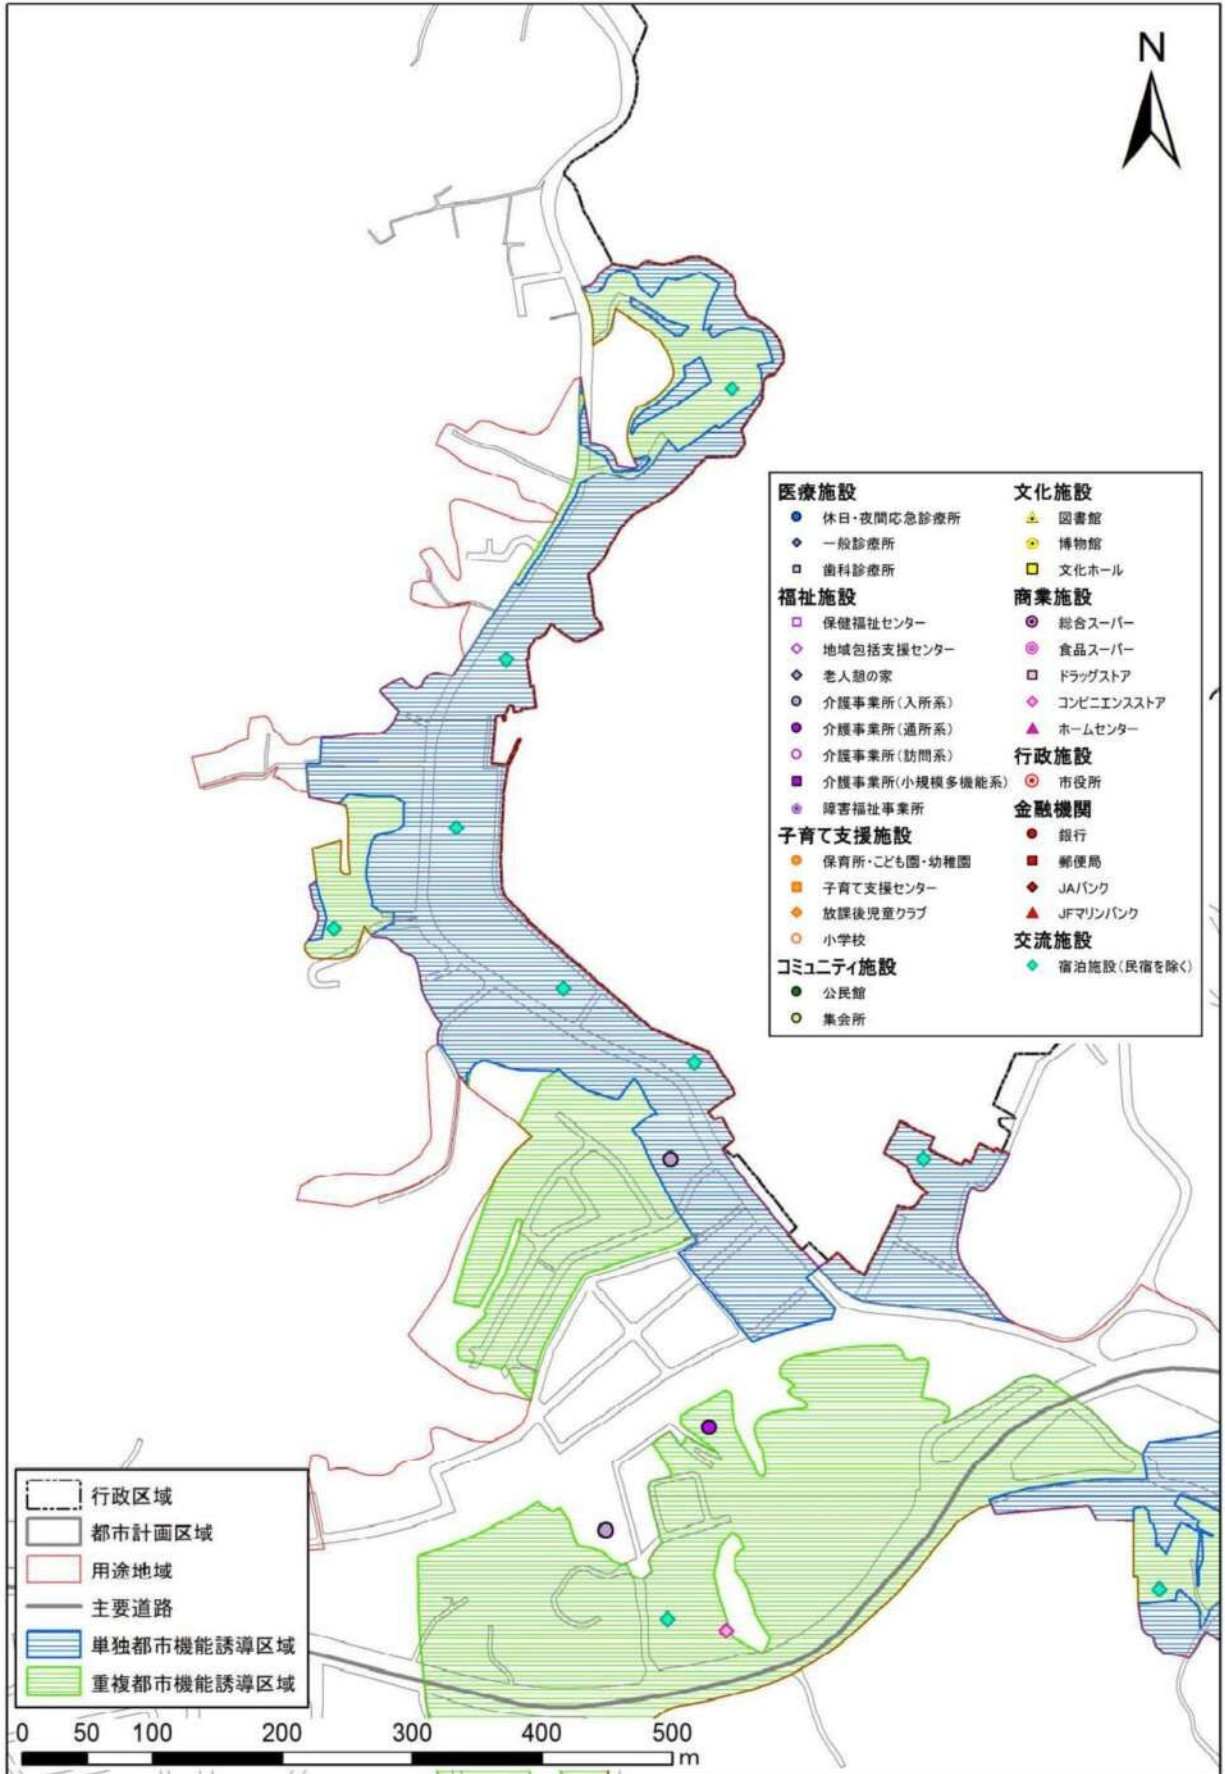 N
医療施設
休日・夜間応急診療所
一般診療所
歯科診療所
福祉施設
保健福祉センター
地域包括支援センター
老人憩の家
介護事業所(入所系)
介護事業所(通所系)
介護事業所(訪問系)
介護事業所(小規模多機能系)
障害福祉事業所
子育て支援施設
保育所・こども園・幼稚園
子育て支援センター
放課後児童クラブ
小学校
コミュニティ施設
公民館
集会所
文化施設
図書館
博物館
文化ホール
商業施設
総合スーパー
食品スーパー
ドラッグストア
コンビニエンスストア
ホームセンター
行政施設
市役所
金融機関
銀行
郵便局
JAバンク
JFマリンバンク
交流施設
宿泊施設(民宿を除く)
行政区域
都市計画区域
用途地域
主要道路
単独都市機能誘導区域
重複都市機能誘導区域
0 50 100 200 300 400 500
m